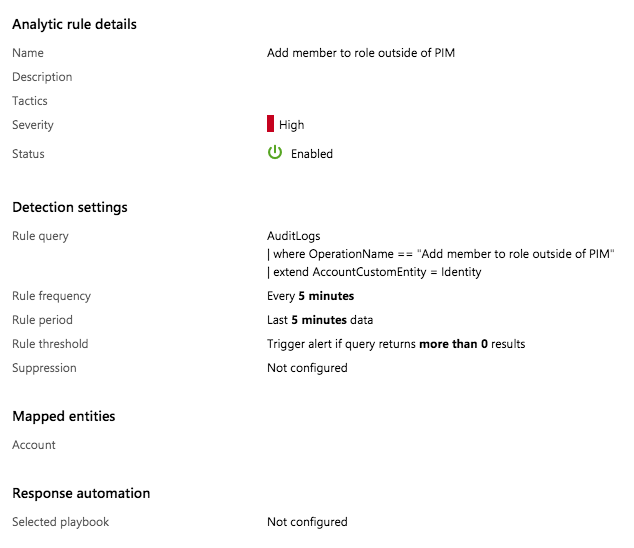 Analytic rule details
Name Add member to role outside of PIM
Description
Tactics
Severity High
Status Enabled
Detection settings
Rule query AuditLogs
| where OperationName == "Add member to role outside of PIM"
| extend AccountCustomEntity = Identity
Rule frequency Every 5 minutes
Rule period Last 5 minutes data
Rule threshold Trigger alert if query returns more than 0 results
Suppression Not configured
Mapped entities
Account
Response automation
Selected playbook Not configured